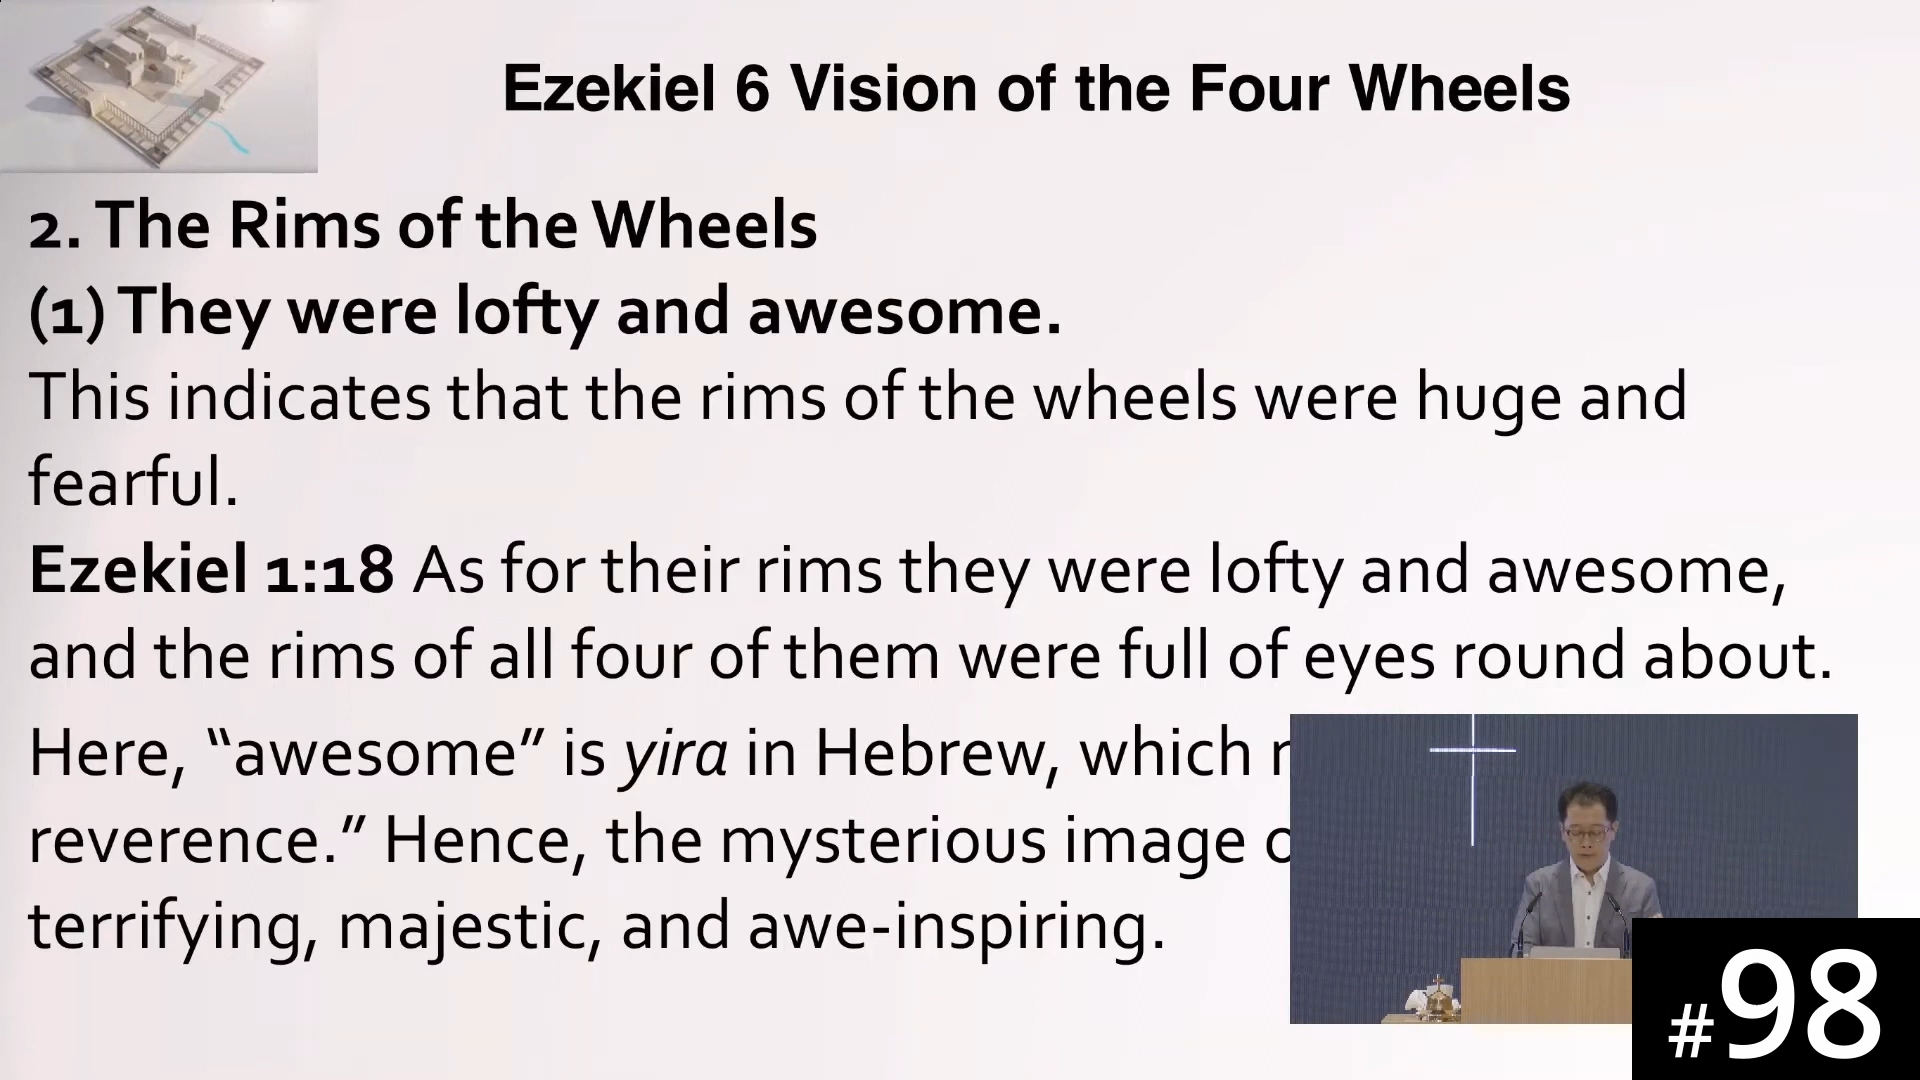 Ezekiel 6 Vision of the Four Wheels
2. The Rims of the Wheels
(1) They were lofty and awesome.
This indicates that the rims of the wheels were huge and
fearful.
Ezekiel 1:18 As for their rims they were lofty and awesome,
and the rims of all four of them were full of eyes round about.
Here, “awesome” is yira in Hebrew, which
reverence.” Hence, the mysterious image
terrifying, majestic, and awe-inspiring.
#98